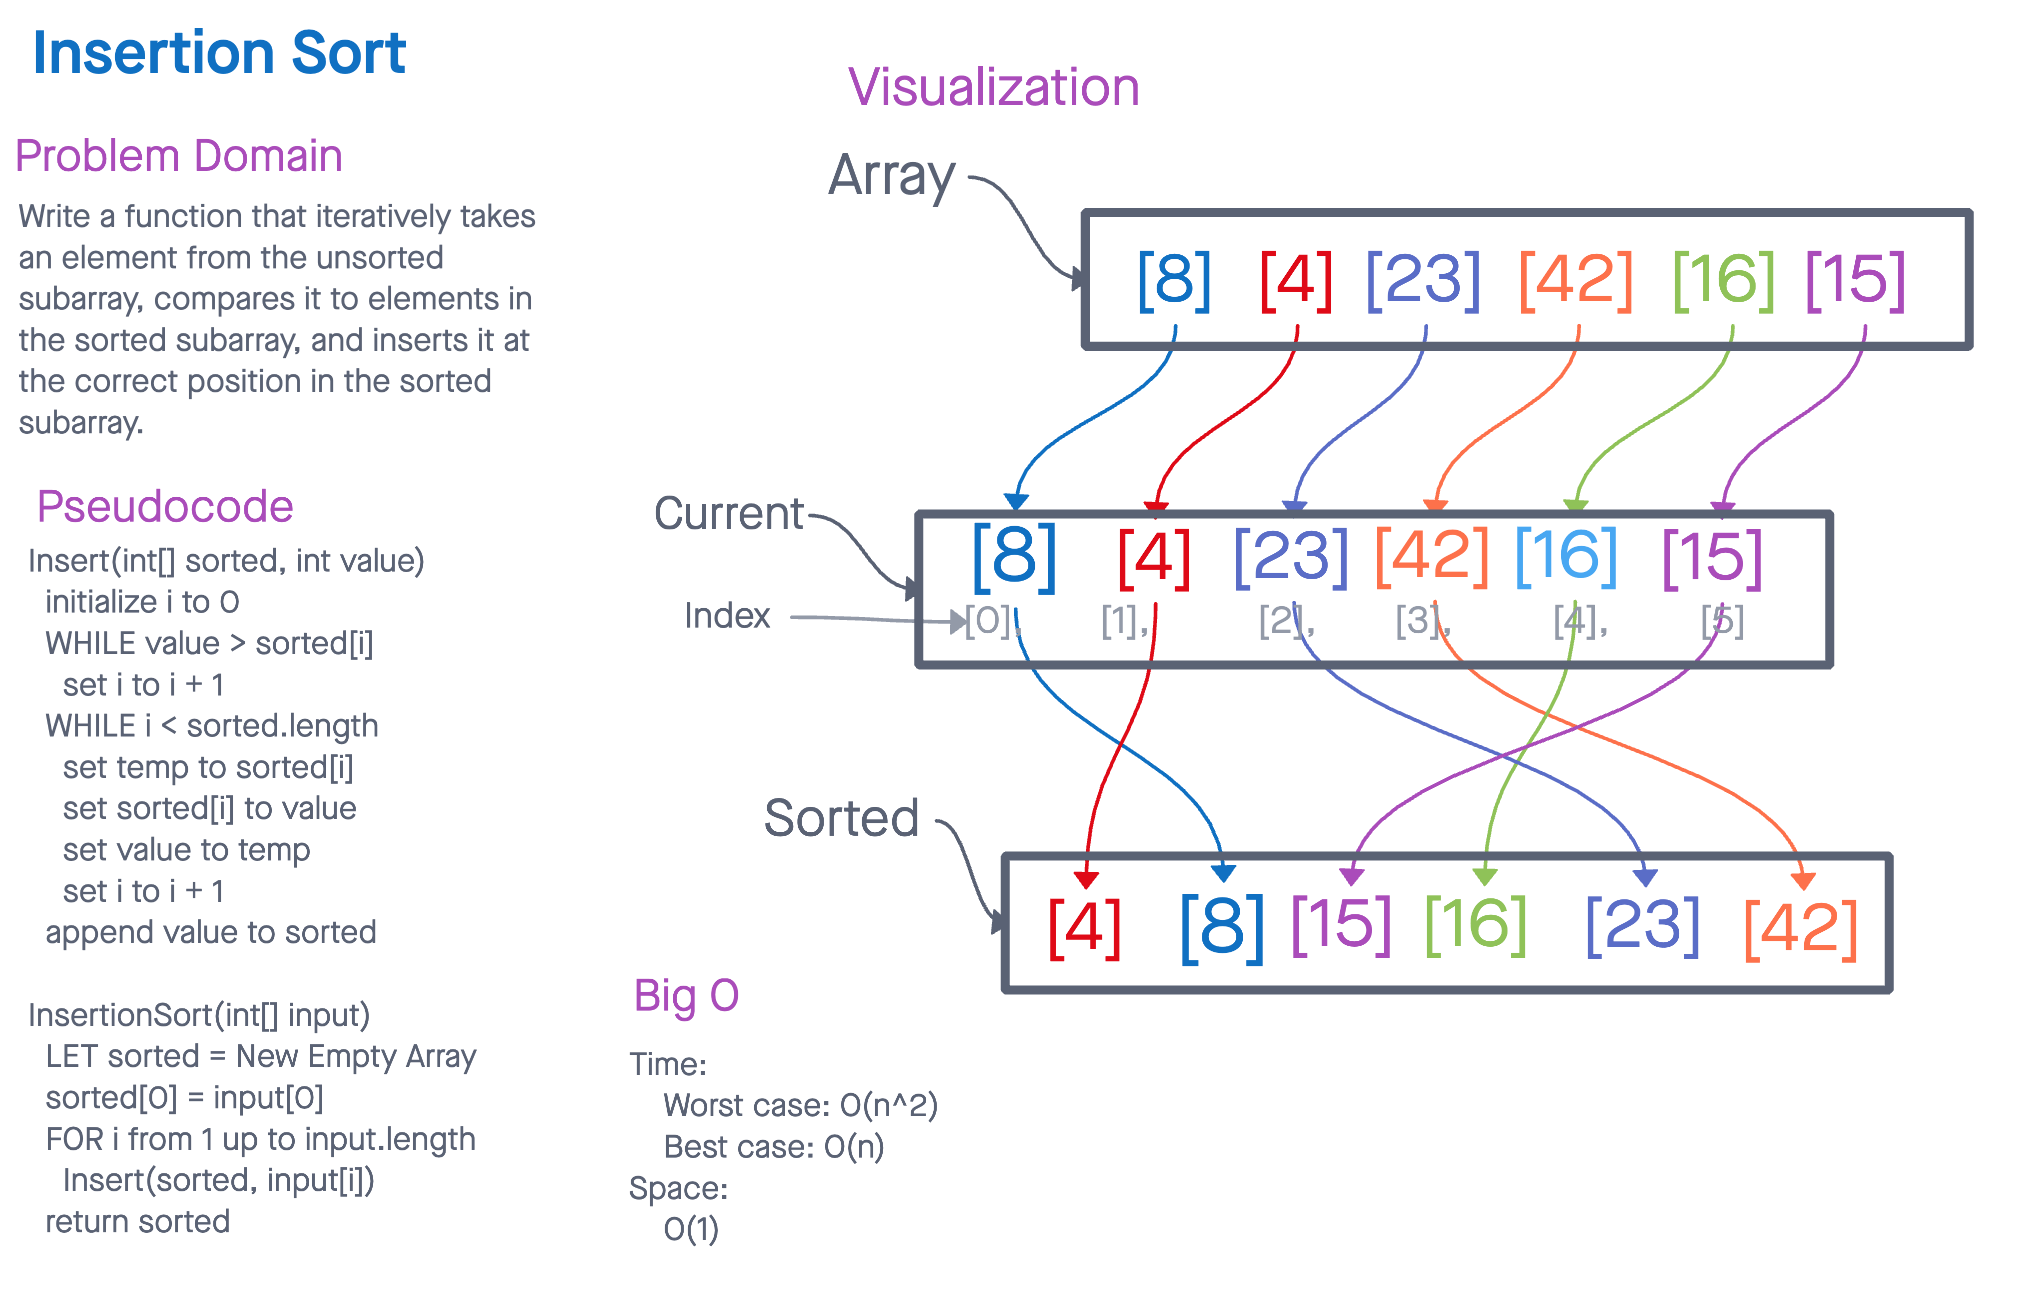 Insertion Sort
Problem Domain
Write a function that iteratively takes
an element from the unsorted
subarray, compares it to elements in
the sorted subarray, and inserts it at
the correct position in the sorted
subarray.
Pseudocode
Insert(int[] sorted, int value)
initialize i to 0
WHILE value > sorted[i]
set i to i + 1
WHILE i < sorted.length
set temp to sorted[i]
set sorted[i] to value
set value to temp
set i to i + 1
append value to sorted
InsertionSort(int[] input)
LET sorted = New Empty Array
sorted[0] = input[0]
FOR i from 1 up to input.length
Insert(sorted, input[i])
return sorted
Visualization
Array
[8] [4] [23] [42] [16] [15]
Current
[8] [4] [23] [42] [16] [15]
Index
[0], [1], [2], [3], [4], [5]
Sorted
[4] [8] [15] [16] [23] [42]
Big O
Time:
Worst case: O(n^2)
Best case: O(n)
Space:
O(1)